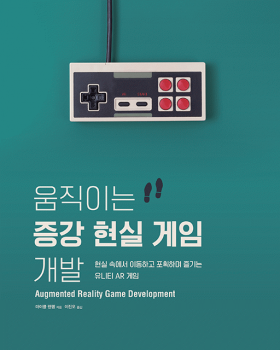 움직이는
증강 현실 게임
개발
현실 속에서 이동하고 포획하며 즐기는
유니티 AR 게임
Augmented Reality Game Development